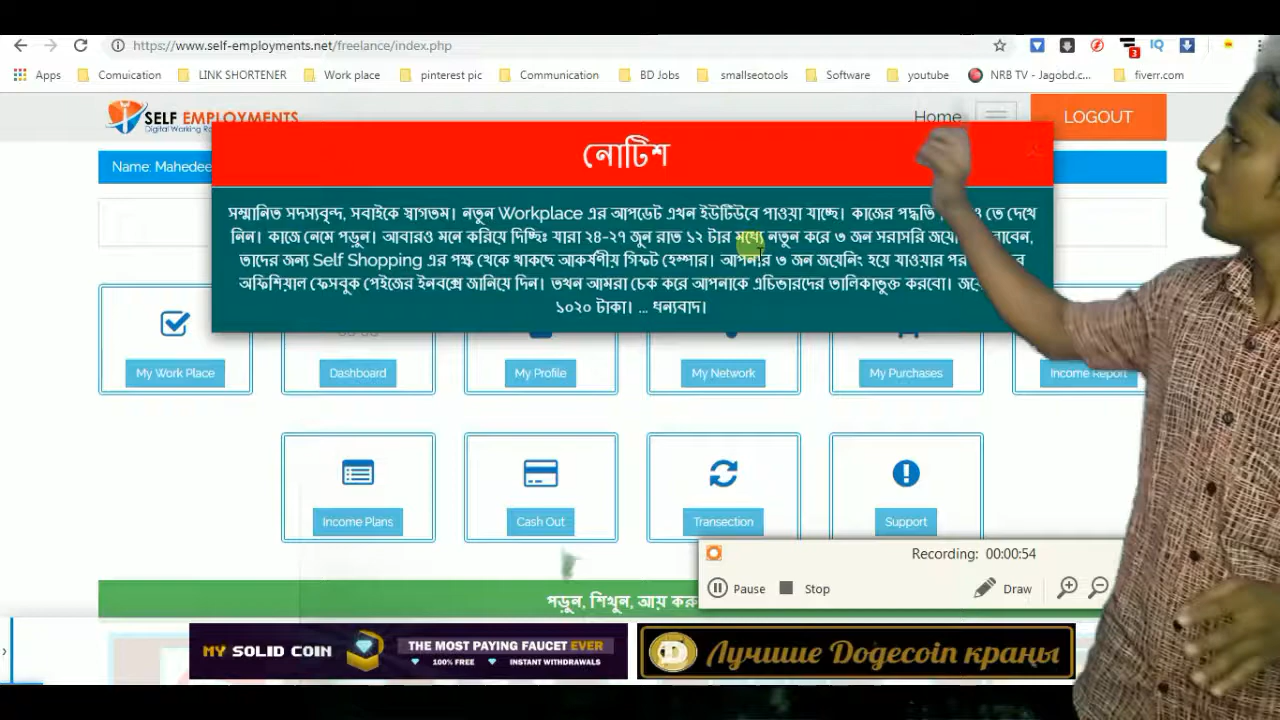 https://www.self-employments.net/freelance/index.php
3
IQ
Apps Comuication LINK SHORTENER Work place pinterest pic Communication BD Jobs smallseotools Software youtube NRB TV - Jagobd.c... fiverr.com
SELF EMPLOYMENTS
Digital Working
Home
LOGOUT
Name: Mahedee
নোটিশ
সম্মানিত সদস্যবৃন্দ, সবাইকে স্বাগতম। নতুন Workplace এর আপডেট এখন ইউটিউবে পাওয়া যাচ্ছে। কাজের পদ্ধতি তে দেখে
নিন। কাজে নেমে পড়ুন। আবারও মনে করিয়ে দিচ্ছিঃ যারা ২৪-২৭ জুন রাত ১২ টার মধ্যে নতুন করে ৩ জন সরাসরি
তাদের জন্য Self Shopping এর পক্ষ থেকে থাকছে আকর্ষণীয় গিফট হেম্পার। আপনার ৩ জন জয়েনিং হয়ে যাওয়ার
অফিশিয়াল ফেসবুক পেইজের ইনবক্সে জানিয়ে দিন। তখন আমরা চেক করে আপনাকে এচিভারদের তালিকাভুক্ত করবো।
১০২০ টাকা। ... ধন্যবাদ।
My Work Place
Dashboard
My Profile
My Network
My Purchases
Income Report
Income Plans
Cash Out
Transection
Support
Recording: 00:00:54
Pause Stop Draw
পড়ুন, শিখুন, আয়
MY SOLID COIN
THE MOST PAYING FAUCET EVER
100% FREE INSTANT WITHDRAWALS
Лучшие Dogecoin краны